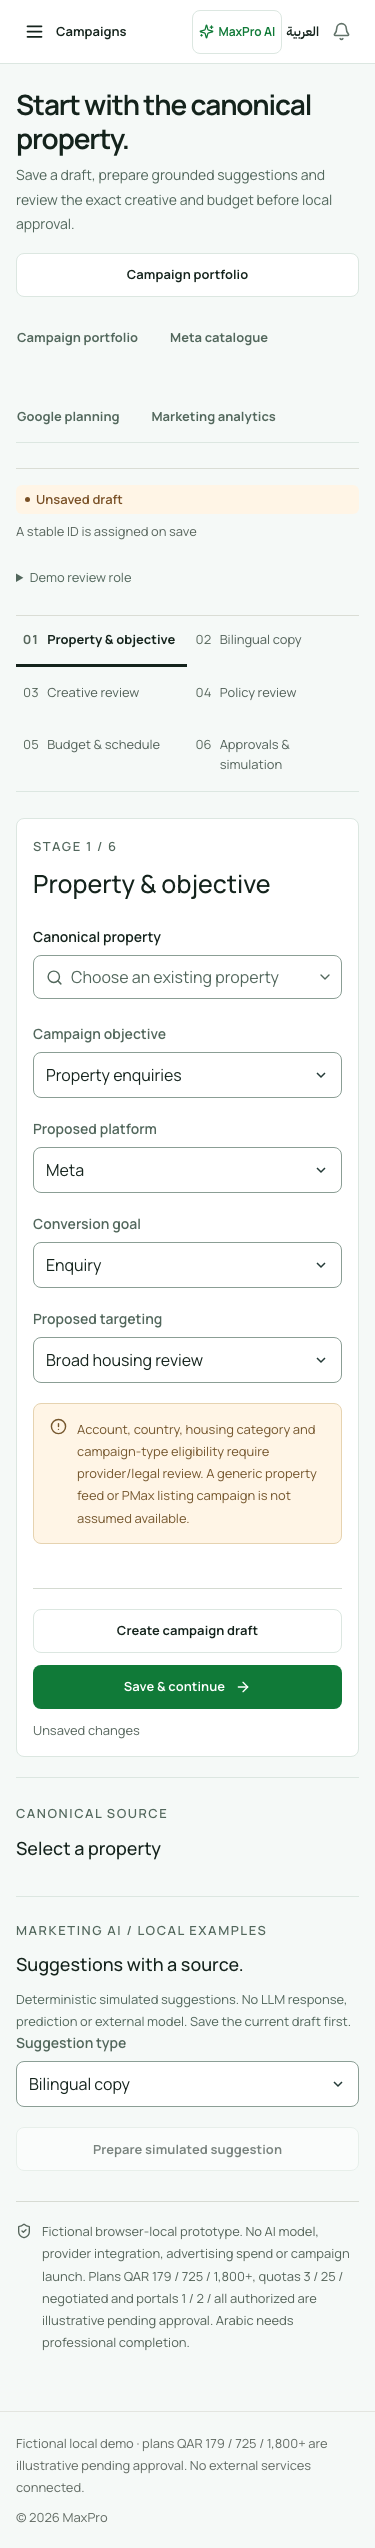 Campaigns
MaxPro AI
العربية
Start with the canonical
property.
Save a draft, prepare grounded suggestions and
review the exact creative and budget before local
approval.
Campaign portfolio
Campaign portfolio
Meta catalogue
Google planning
Marketing analytics
Unsaved draft
A stable ID is assigned on save
Demo review role
01 Property & objective
02 Bilingual copy
03 Creative review
04 Policy review
05 Budget & schedule
06 Approvals &
simulation
STAGE 1 / 6
Property & objective
Canonical property
Choose an existing property
Campaign objective
Property enquiries
Proposed platform
Meta
Conversion goal
Enquiry
Proposed targeting
Broad housing review
Account, country, housing category and
campaign-type eligibility require
provider/legal review. A generic property
feed or PMax listing campaign is not
assumed available.
Create campaign draft
Save & continue
Unsaved changes
CANONICAL SOURCE
Select a property
MARKETING AI / LOCAL EXAMPLES
Suggestions with a source.
Deterministic simulated suggestions. No LLM response,
prediction or external model. Save the current draft first.
Suggestion type
Bilingual copy
Prepare simulated suggestion
Fictional browser-local prototype. No AI model,
provider integration, advertising spend or campaign
launch. Plans QAR 179 / 725 / 1,800+, quotas 3 / 25 /
negotiated and portals 1 / 2 / all authorized are
illustrative pending approval. Arabic needs
professional completion.
Fictional local demo · plans QAR 179 / 725 / 1,800+ are
illustrative pending approval. No external services
connected.
© 2026 MaxPro